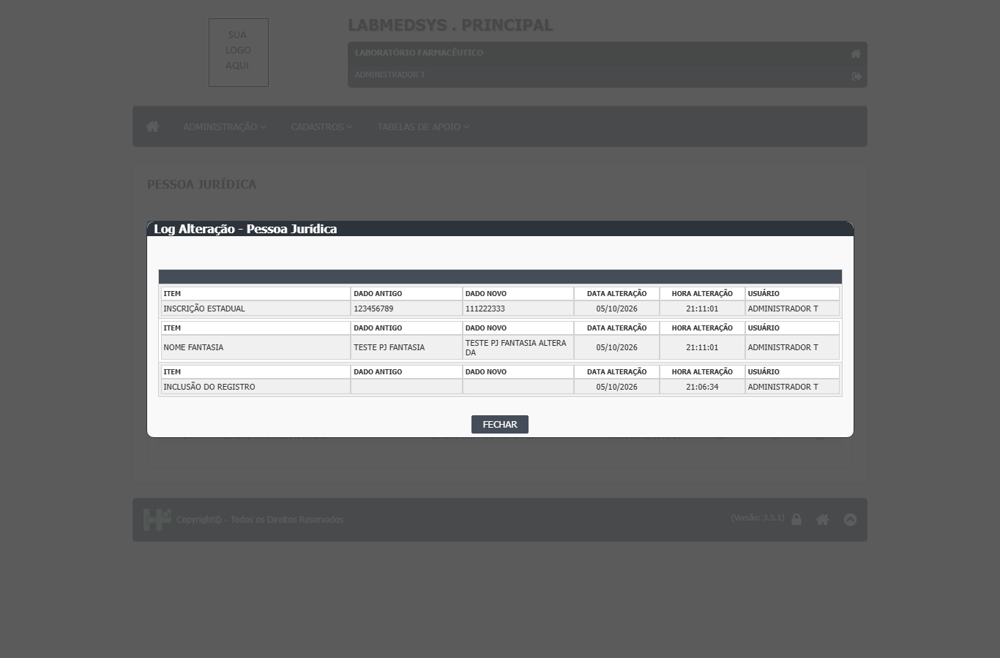 SUA
LOGO
AQUI
LABMEDSYS . PRINCIPAL
LABORATÓRIO FARMACÊUTICO
ADMINISTRADOR T
ADMINISTRAÇÃO CADASTROS TABELAS DE APOIO
PESSOA JURÍDICA
Log Alteração - Pessoa Jurídica
ITEM DADO ANTIGO DADO NOVO DATA ALTERAÇÃO HORA ALTERAÇÃO USUÁRIO
INSCRIÇÃO ESTADUAL 123456789 111222333 05/10/2026 21:11:01 ADMINISTRADOR T
ITEM DADO ANTIGO DADO NOVO DATA ALTERAÇÃO HORA ALTERAÇÃO USUÁRIO
NOME FANTASIA TESTE PJ FANTASIA TESTE PJ FANTASIA ALTERA 05/10/2026 21:11:01 ADMINISTRADOR T
DA
ITEM DADO ANTIGO DADO NOVO DATA ALTERAÇÃO HORA ALTERAÇÃO USUÁRIO
INCLUSÃO DO REGISTRO 05/10/2026 21:06:34 ADMINISTRADOR T
FECHAR
Copyright© - Todos os Direitos Reservados
(Versão: 3.5.1)